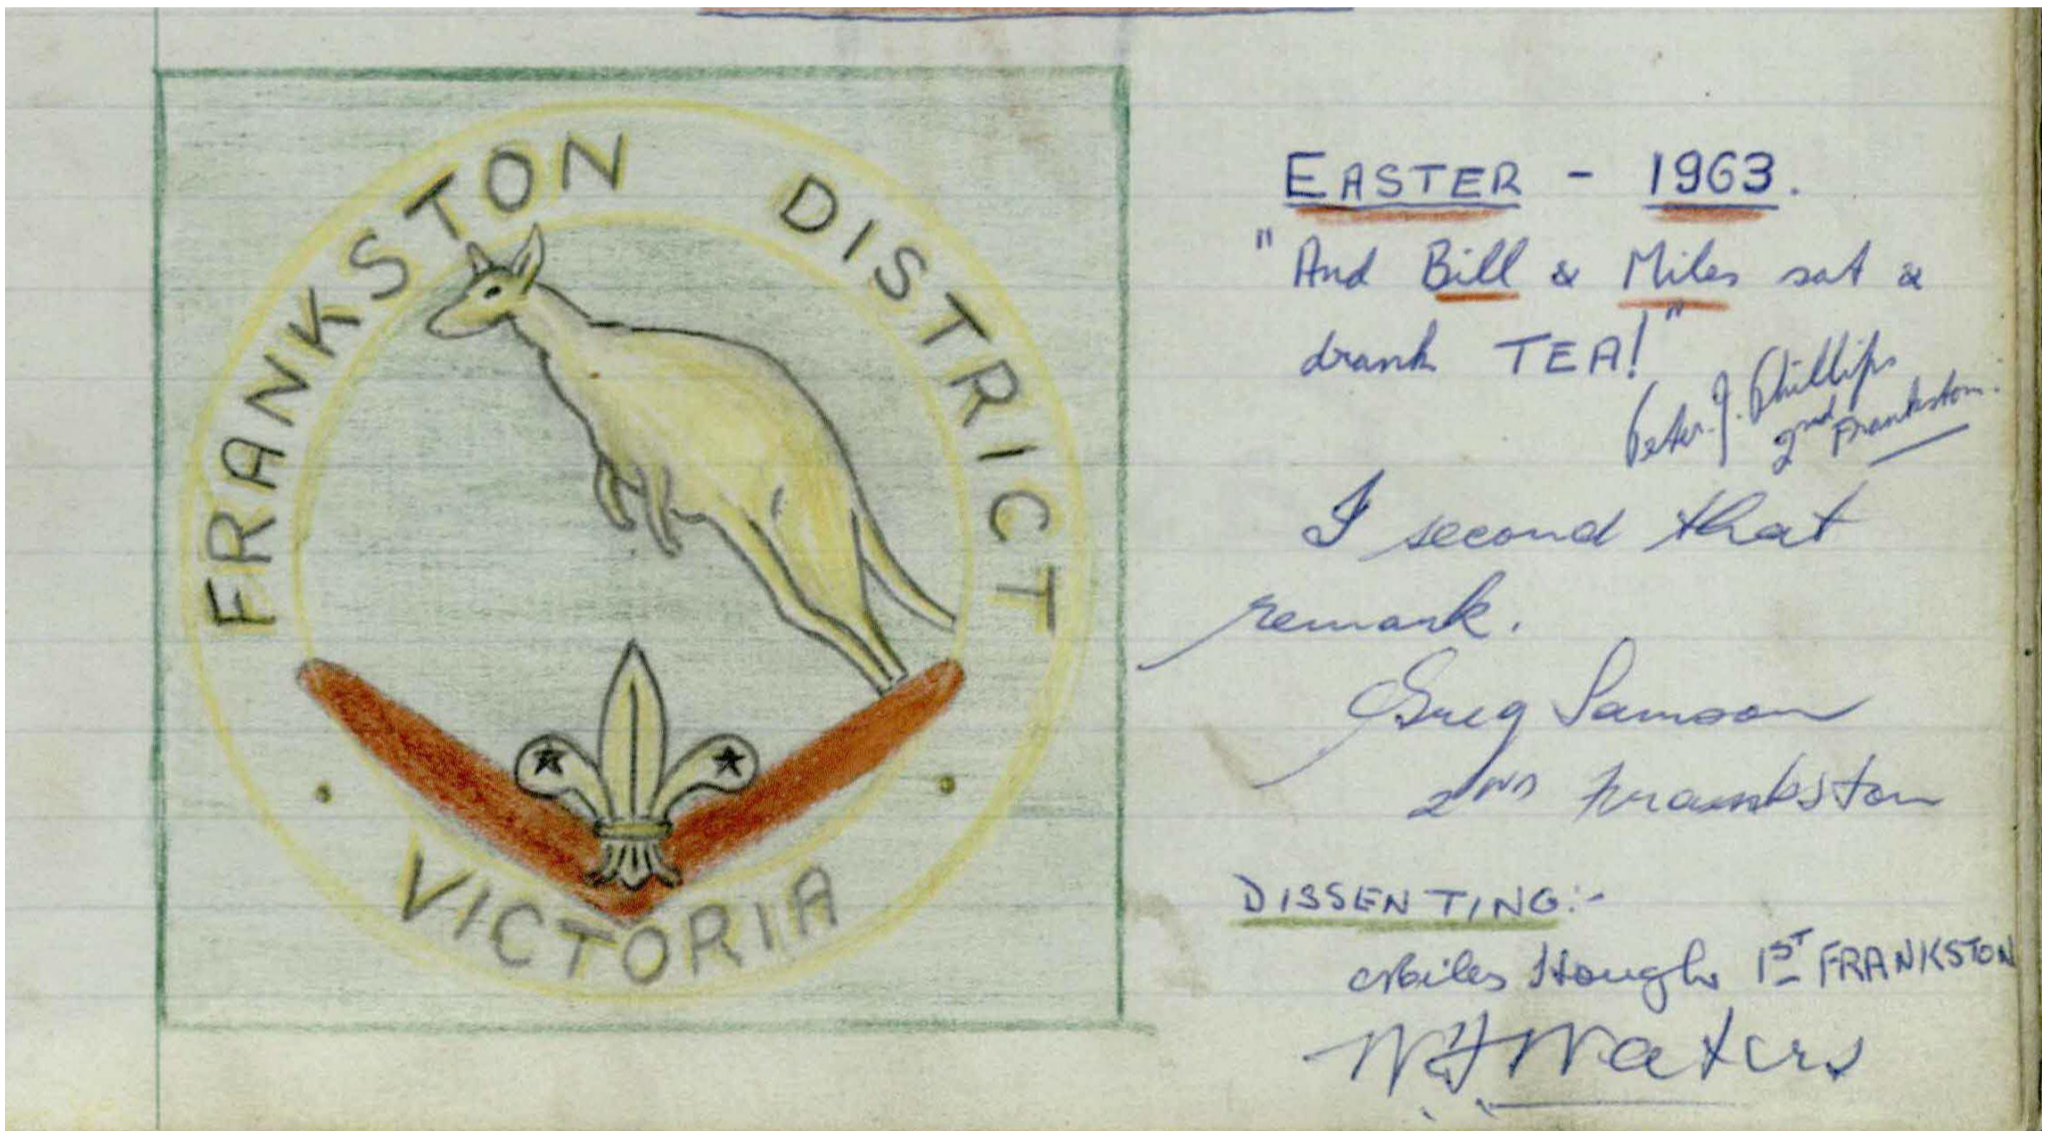 FRANKSTON DISTRICT
VICTORIA
EASTER - 1963.
"And Bill & Miles sat &
drank TEA!"
Peter. J. Phillips
2nd Frankston.
I second that
remark.
Greg Samson
2ND Frankston
DISSENTING:-
Miles Hough 1ST FRANKSTON
W F Waters